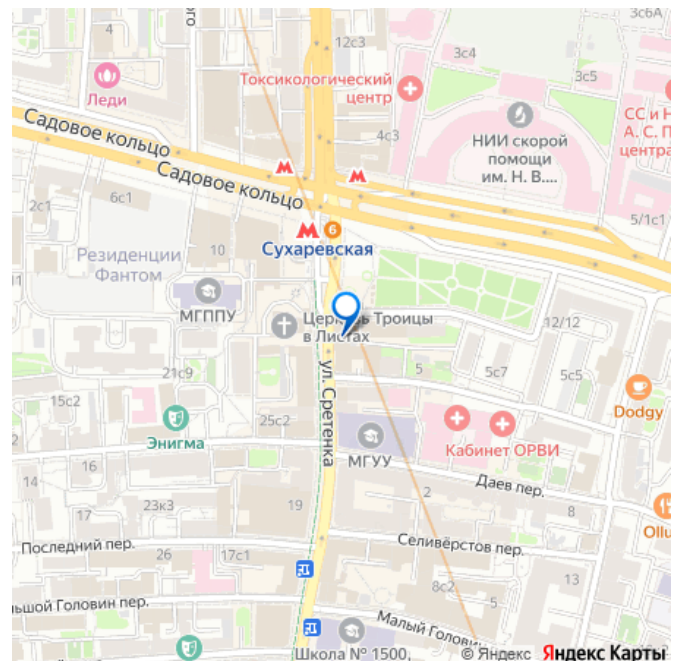 3с6А
12с3
3с4
Токсикологический
центр
3с5
Леди
4с3
НИИ скорой
помощи
им. Н. В....
СС и Н
А. С. П
центра
Садовое кольцо
Садовое кольцо
2с1
6с1
5/1с1
10
6
Сухаревская
Резиденции
Фантом
МГППУ
Церковь Троицы
в Листах
12/12
21с9
5
5с7
5с5
15с2
ул. Сретенка
Dodgy
25с2
Энигма
МГУУ
Кабинет ОРВИ
14
16
Даев пер.
2
17
23к3
19
8
Ollu
Последний пер.
26
17с1
Селивёрстов пер.
13
8с2
льшой Головин пер.
Малый Головин
Школа № 1500,
© Яндекс Яндекс Карты